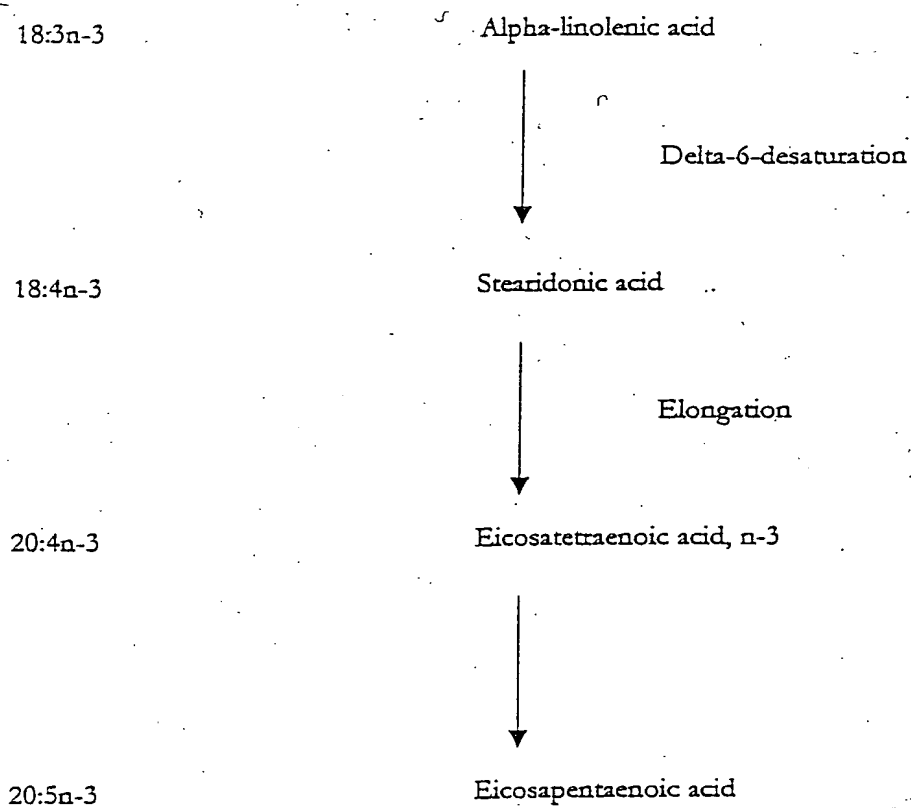 18:3n-3 Alpha-linolenic acid
Delta-6-desaturation
18:4n-3 Stearidonic acid
Elongation
20:4n-3 Eicosatetraenoic acid, n-3
20:5n-3 Eicosapentaenoic acid